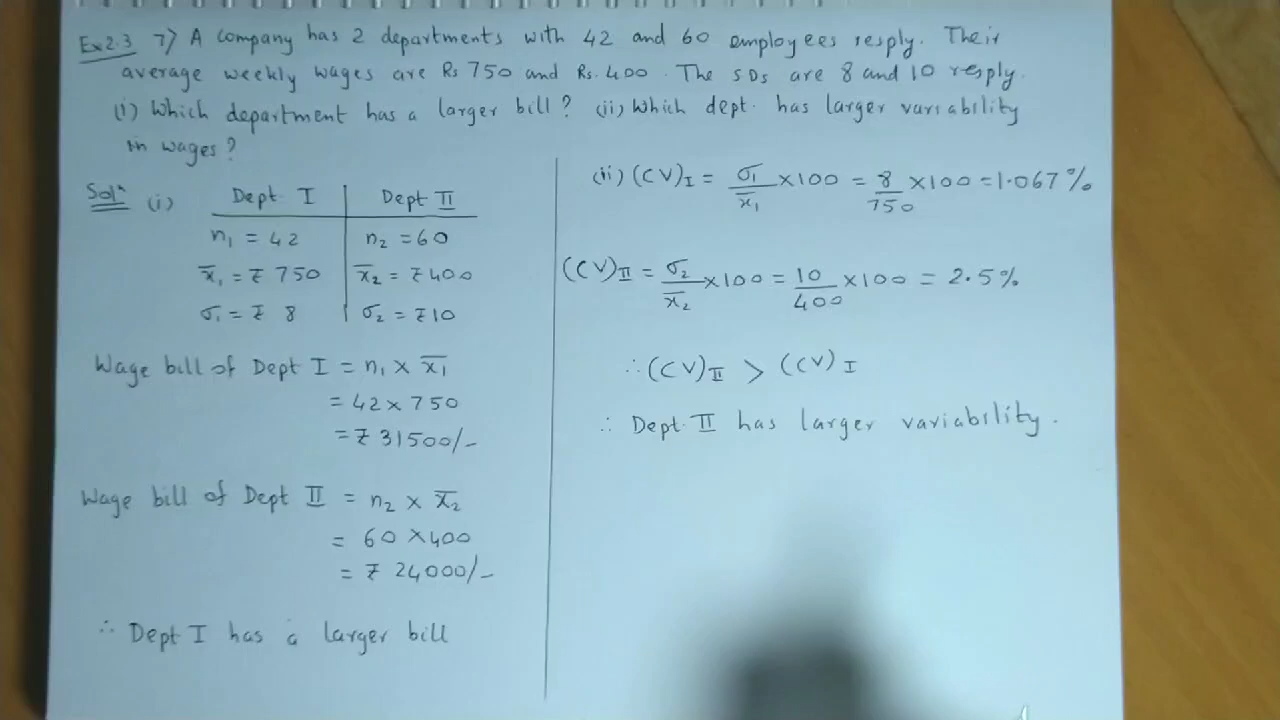 Ex 2.3 7) A company has 2 departments with 42 and 60 employees resply. Their
average weekly wages are Rs 750 and Rs. 400. The SDs are 8 and 10 resply.
(i) Which department has a larger bill? (ii) Which dept. has larger variability
in wages?
Solⁿ (i)
Dept I | Dept II
n₁ = 42 | n₂ = 60
x̄₁ = ₹ 750 | x̄₂ = ₹400
σ₁ = ₹ 8 | σ₂ = ₹10
Wage bill of Dept I = n₁ × x̄₁
= 42 × 750
= ₹ 31500/-
Wage bill of Dept II = n₂ × x̄₂
= 60 × 400
= ₹ 24000/-
∴ Dept I has a larger bill
(ii) (CV)I = σ₁/x̄₁ × 100 = 8/750 × 100 = 1.067 %
(CV)II = σ₂/x̄₂ × 100 = 10/400 × 100 = 2.5 %
∴ (CV)II > (CV)I
∴ Dept. II has larger variability.